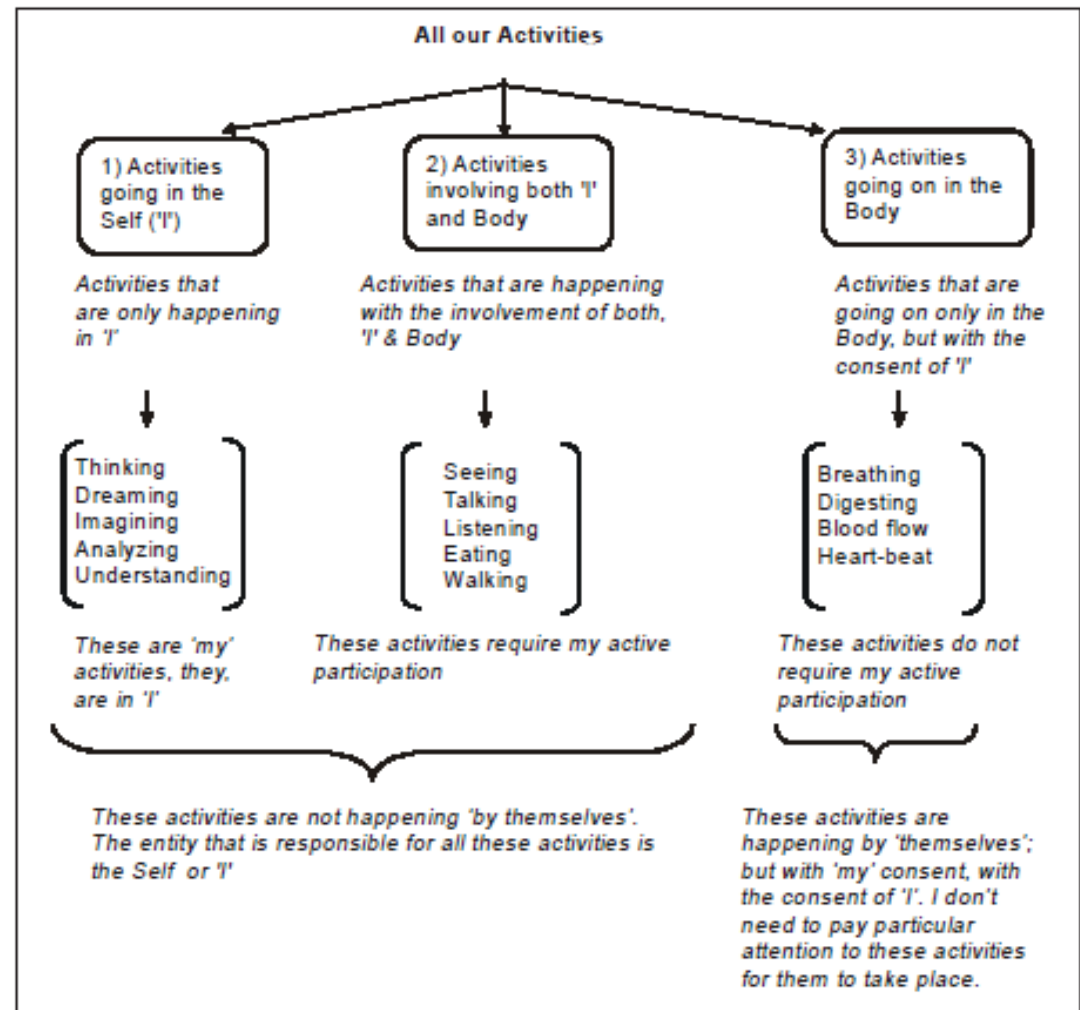 All our Activities
1) Activities
going in the
Self ('I')
2) Activities
involving both 'I'
and Body
3) Activities
going on in the
Body
Activities that
are only happening
in 'I'
Activities that are happening
with the involvement of both,
'I' & Body
Activities that are
going on only in the
Body, but with the
consent of 'I'
Thinking
Dreaming
Imagining
Analyzing
Understanding
Seeing
Talking
Listening
Eating
Walking
Breathing
Digesting
Blood flow
Heart-beat
These are 'my'
activities, they,
are in 'I'
These activities require my active
participation
These activities do not
require my active
participation
These activities are not happening 'by themselves'.
The entity that is responsible for all these activities is
the Self or 'I'
These activities are
happening by 'themselves';
but with 'my' consent, with
the consent of 'I'. I don't
need to pay particular
attention to these activities
for them to take place.